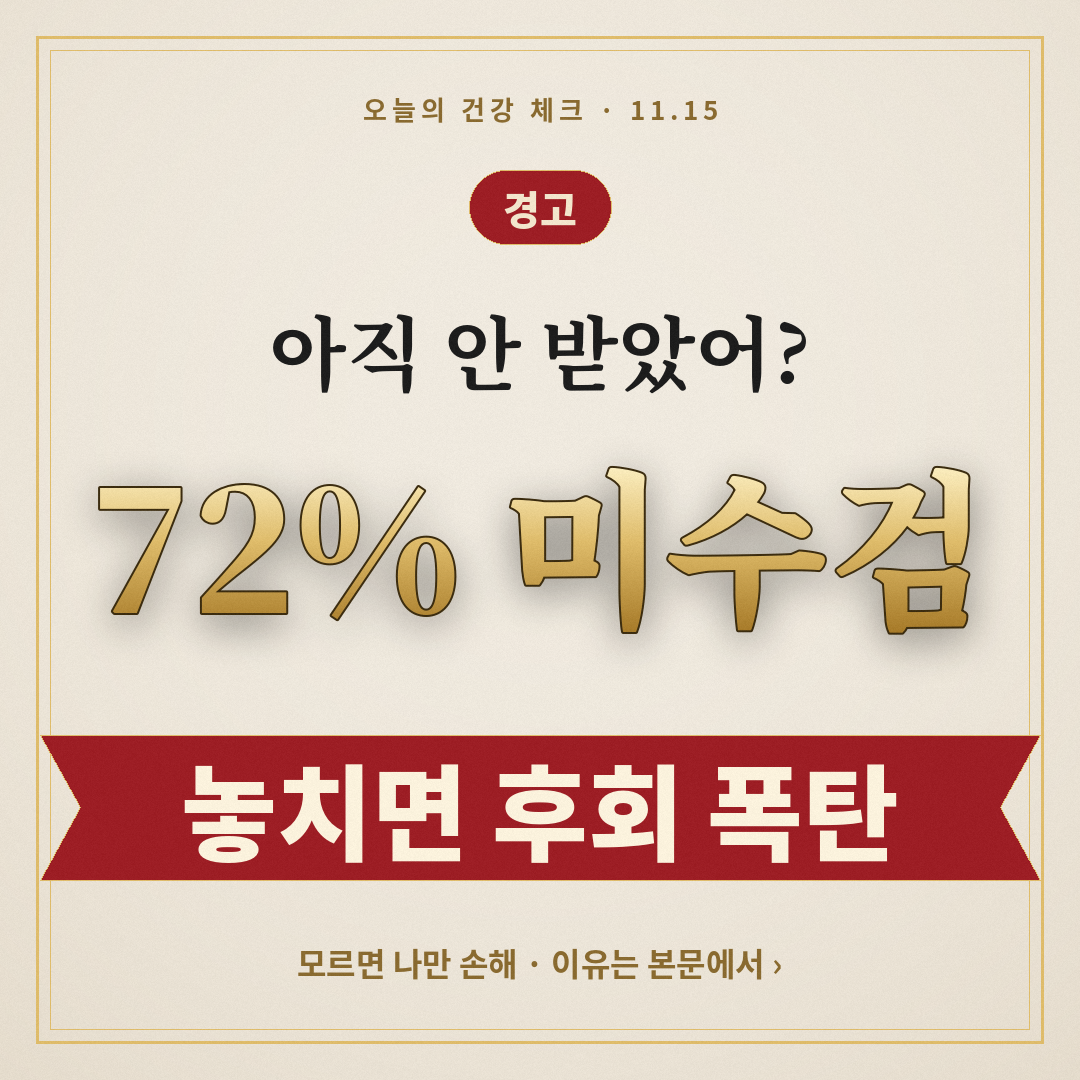 오늘의 건강 체크 · 11.15
경고
아직 안 받았어?
72% 미수검
놓치면 후회 폭탄
모르면 나만 손해 · 이유는 본문에서 ›